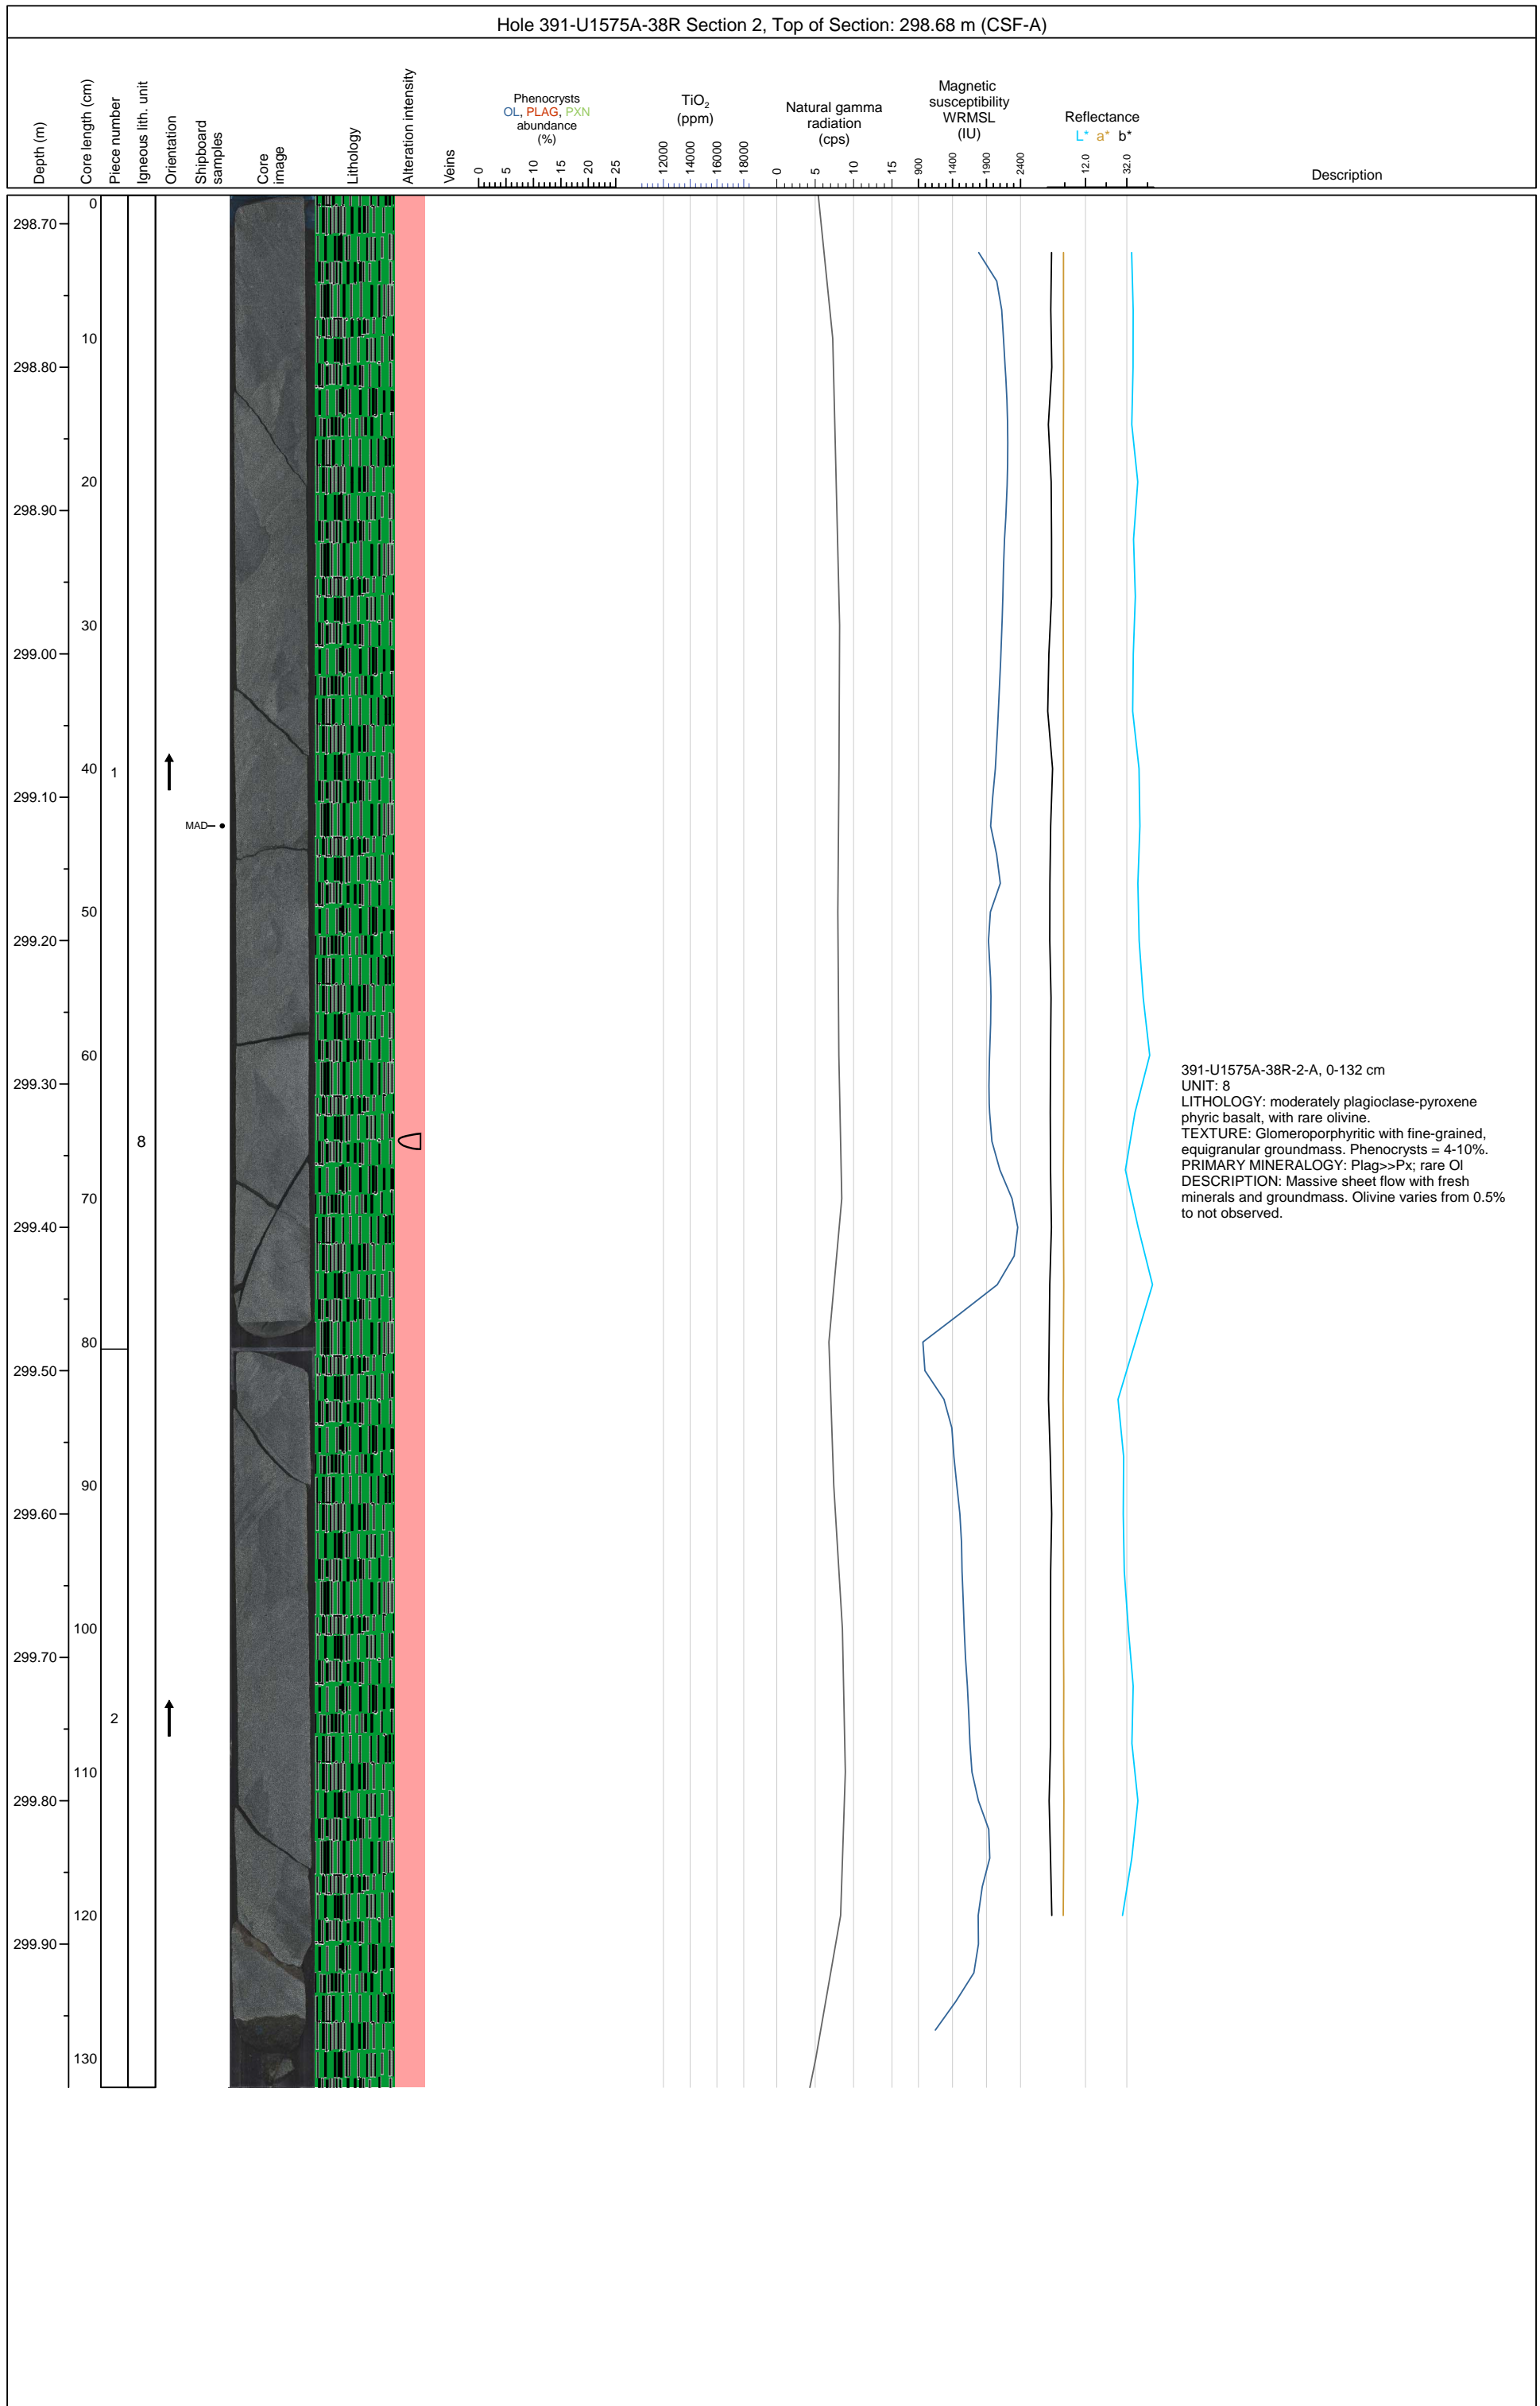 Hole 391-U1575A-38R Section 2, Top of Section: 298.68 m (CSF-A)
Depth (m)
Core length (cm)
Piece number
Igneous lith. unit
Orientation
Shipboard
samples
Core
image
Lithology
Alteration intensity
Veins
Phenocrysts
OL, PLAG, PXN
abundance
(%)
0 5 10 15 20 25
TiO2
(ppm)
12000 14000 16000 18000
Natural gamma
radiation
(cps)
0 5 10 15
Magnetic
susceptibility
WRMSL
(IU)
900 1400 1900 2400
Reflectance
L* a* b*
12.0 32.0
Description
298.70
298.80
298.90
299.00
299.10
299.20
299.30
299.40
299.50
299.60
299.70
299.80
299.90
0
10
20
30
40
50
60
70
80
90
100
110
120
130
1
2
8
MAD
391-U1575A-38R-2-A, 0-132 cm
UNIT: 8
LITHOLOGY: moderately plagioclase-pyroxene
phyric basalt, with rare olivine.
TEXTURE: Glomeroporphyritic with fine-grained,
equigranular groundmass. Phenocrysts = 4-10%.
PRIMARY MINERALOGY: Plag>>Px; rare Ol
DESCRIPTION: Massive sheet flow with fresh
minerals and groundmass. Olivine varies from 0.5%
to not observed.